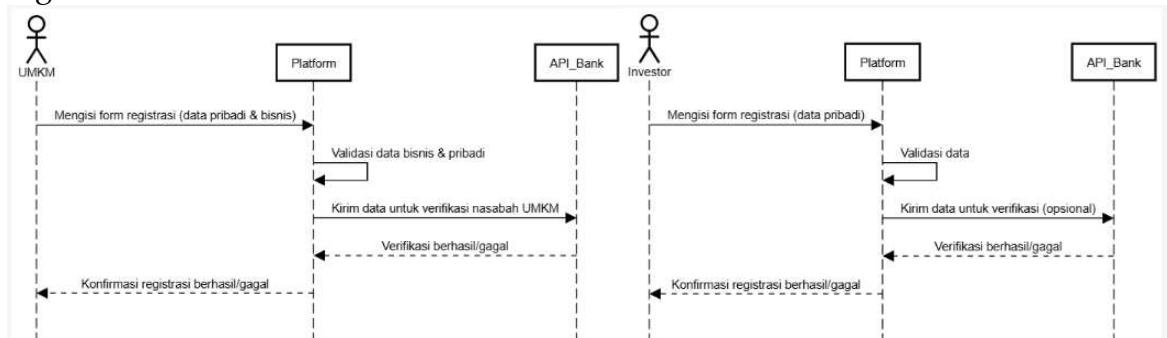 UMKM
Platform
API_Bank
Mengisi form registrasi (data pribadi & bisnis)
Validasi data bisnis & pribadi
Kirim data untuk verifikasi nasabah UMKM
Verifikasi berhasil/gagal
Konfirmasi registrasi berhasil/gagal
Investor
Platform
API_Bank
Mengisi form registrasi (data pribadi)
Validasi data
Kirim data untuk verifikasi (opsional)
Verifikasi berhasil/gagal
Konfirmasi registrasi berhasil/gagal